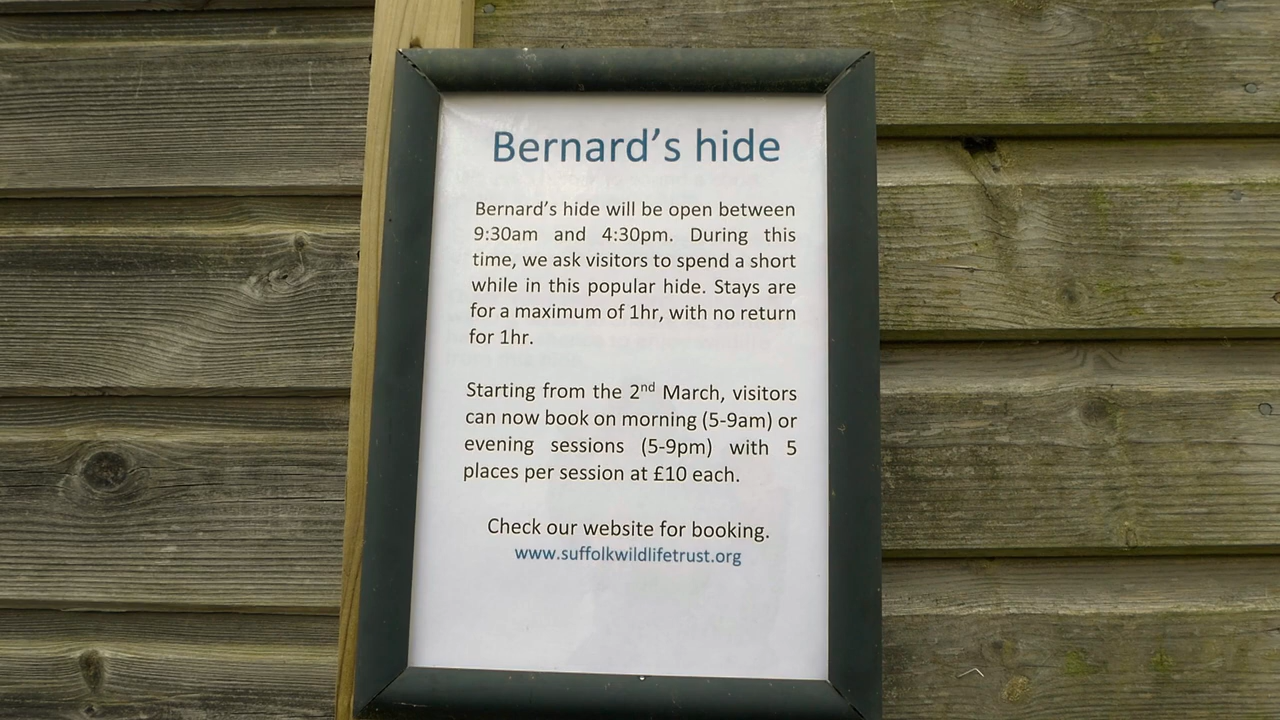 Bernard's hide
Bernard's hide will be open between
9:30am and 4:30pm. During this
time, we ask visitors to spend a short
while in this popular hide. Stays are
for a maximum of 1hr, with no return
for 1hr.
Starting from the 2nd March, visitors
can now book on morning (5-9am) or
evening sessions (5-9pm) with 5
places per session at £10 each.
Check our website for booking.
www.suffolkwildlifetrust.org